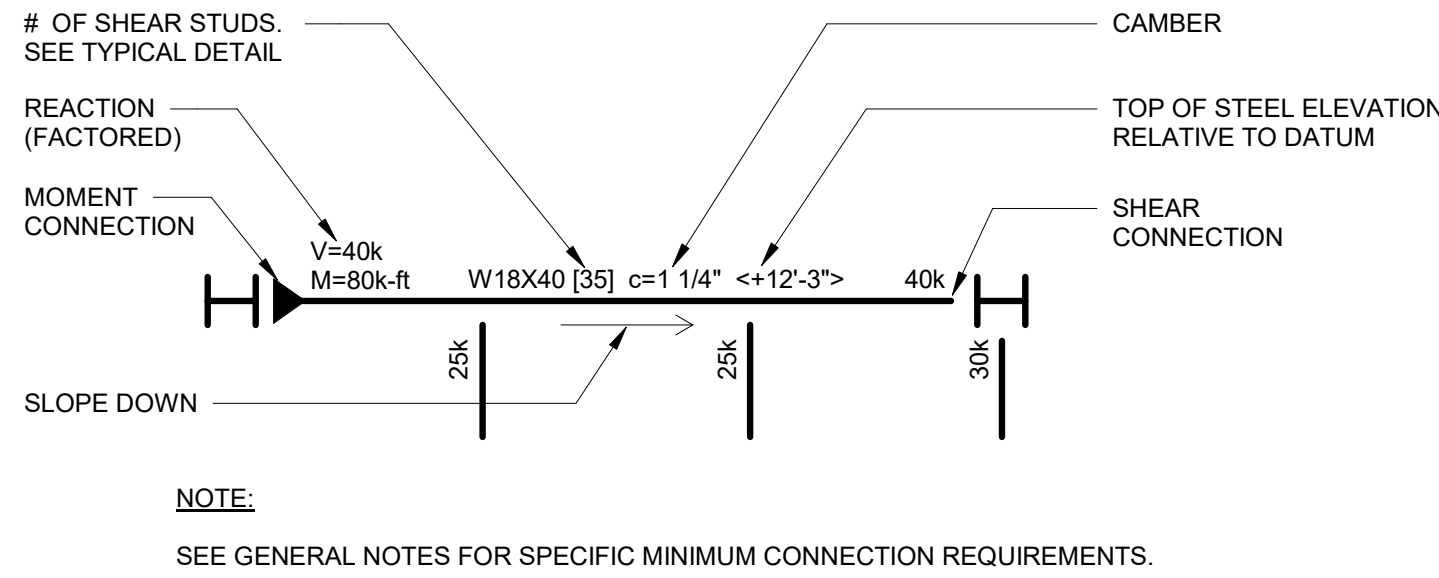 # OF SHEAR STUDS.
SEE TYPICAL DETAIL
REACTION
(FACTORED)
MOMENT
CONNECTION
CAMBER
TOP OF STEEL ELEVATION
RELATIVE TO DATUM
SHEAR
CONNECTION
V=40k
M=80k-ft
W18X40 [35] c=1 1/4" <+12'-3"> 40k
25k
25k
30k
SLOPE DOWN
NOTE:
SEE GENERAL NOTES FOR SPECIFIC MINIMUM CONNECTION REQUIREMENTS.